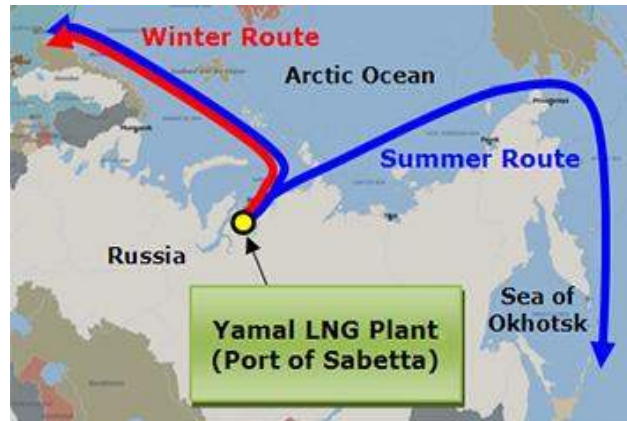 Winter Route
Arctic Ocean
Summer Route
Russia
Sea of
Okhotsk
Yamal LNG Plant
(Port of Sabetta)